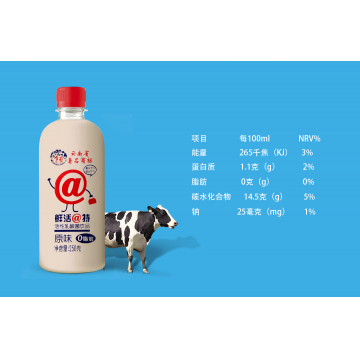 云南省
著名商标
@
鲜活@特
活性乳酸菌饮品
原味 0脂肪
净含量:250克
项目 每100ml NRV%
能量 265千焦（KJ） 3%
蛋白质 1.1克（g） 2%
脂肪 0克（g） 0%
碳水化合物 14.5克（g） 5%
钠 25毫克（mg） 1%